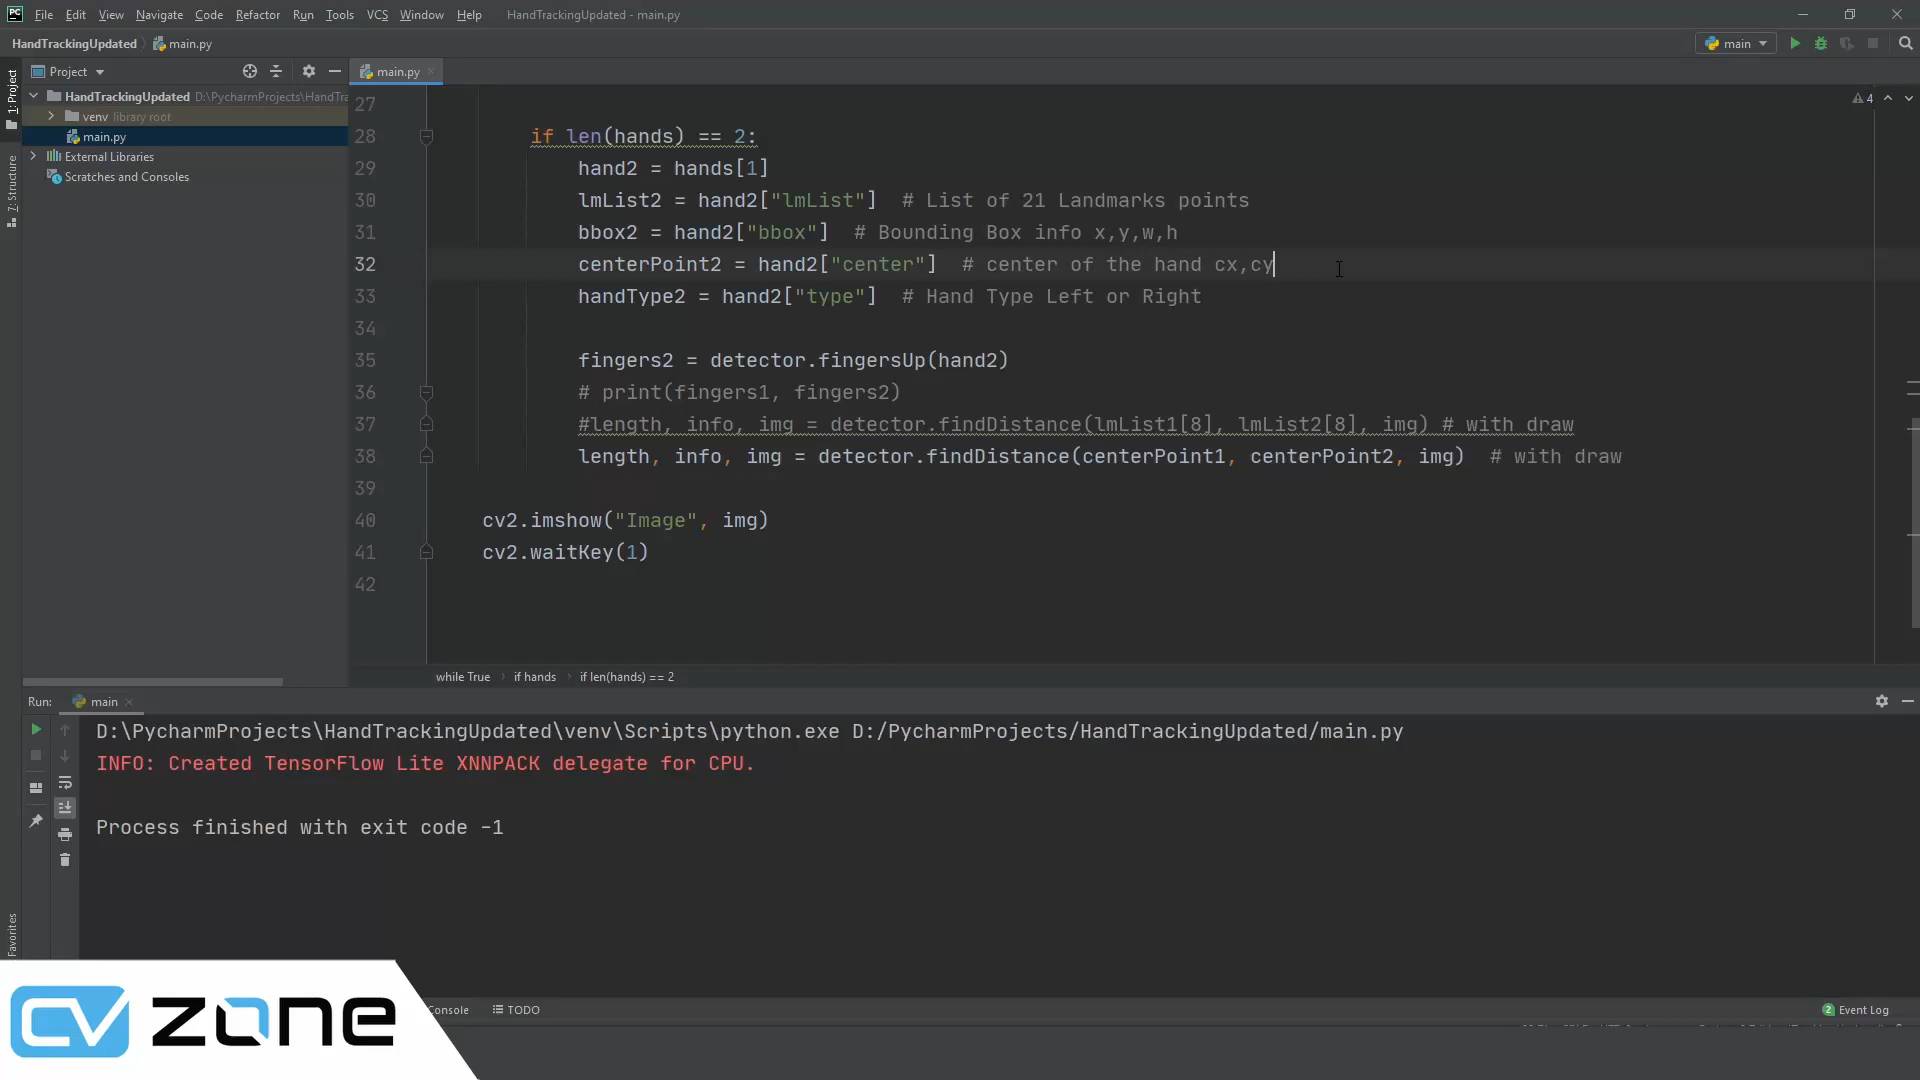 File Edit View Navigate Code Refactor Run Tools VCS Window Help HandTrackingUpdated - main.py
HandTrackingUpdated main.py
main
1: Project
7: Structure
Favorites
Project
HandTrackingUpdated D:\PycharmProjects\HandTra
venv library root
main.py
External Libraries
Scratches and Consoles
main.py
4
27
28 if len(hands) == 2:
29 hand2 = hands[1]
30 lmList2 = hand2["lmList"] # List of 21 Landmarks points
31 bbox2 = hand2["bbox"] # Bounding Box info x,y,w,h
32 centerPoint2 = hand2["center"] # center of the hand cx,cy
33 handType2 = hand2["type"] # Hand Type Left or Right
34
35 fingers2 = detector.fingersUp(hand2)
36 # print(fingers1, fingers2)
37 #length, info, img = detector.findDistance(lmList1[8], lmList2[8], img) # with draw
38 length, info, img = detector.findDistance(centerPoint1, centerPoint2, img) # with draw
39
40 cv2.imshow("Image", img)
41 cv2.waitKey(1)
42
while True if hands if len(hands) == 2
Run: main
D:\PycharmProjects\HandTrackingUpdated\venv\Scripts\python.exe D:/PycharmProjects/HandTrackingUpdated/main.py
INFO: Created TensorFlow Lite XNNPACK delegate for CPU.
Process finished with exit code -1
Console TODO
2 Event Log
CV zone